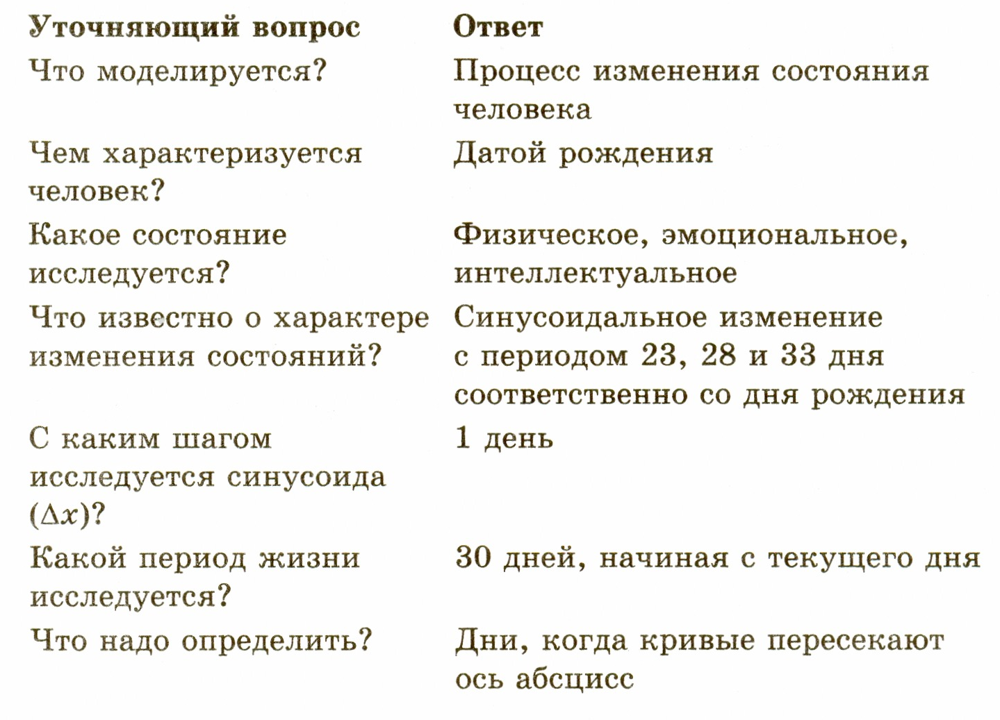 Уточняющий вопрос Ответ
Что моделируется? Процесс изменения состояния
человека
Чем характеризуется Датой рождения
человек?
Какое состояние Физическое, эмоциональное,
исследуется? интеллектуальное
Что известно о характере Синусоидальное изменение
изменения состояний? с периодом 23, 28 и 33 дня
соответственно со дня рождения
С каким шагом 1 день
исследуется синусоида
(Δx)?
Какой период жизни 30 дней, начиная с текущего дня
исследуется?
Что надо определить? Дни, когда кривые пересекают
ось абсцисс